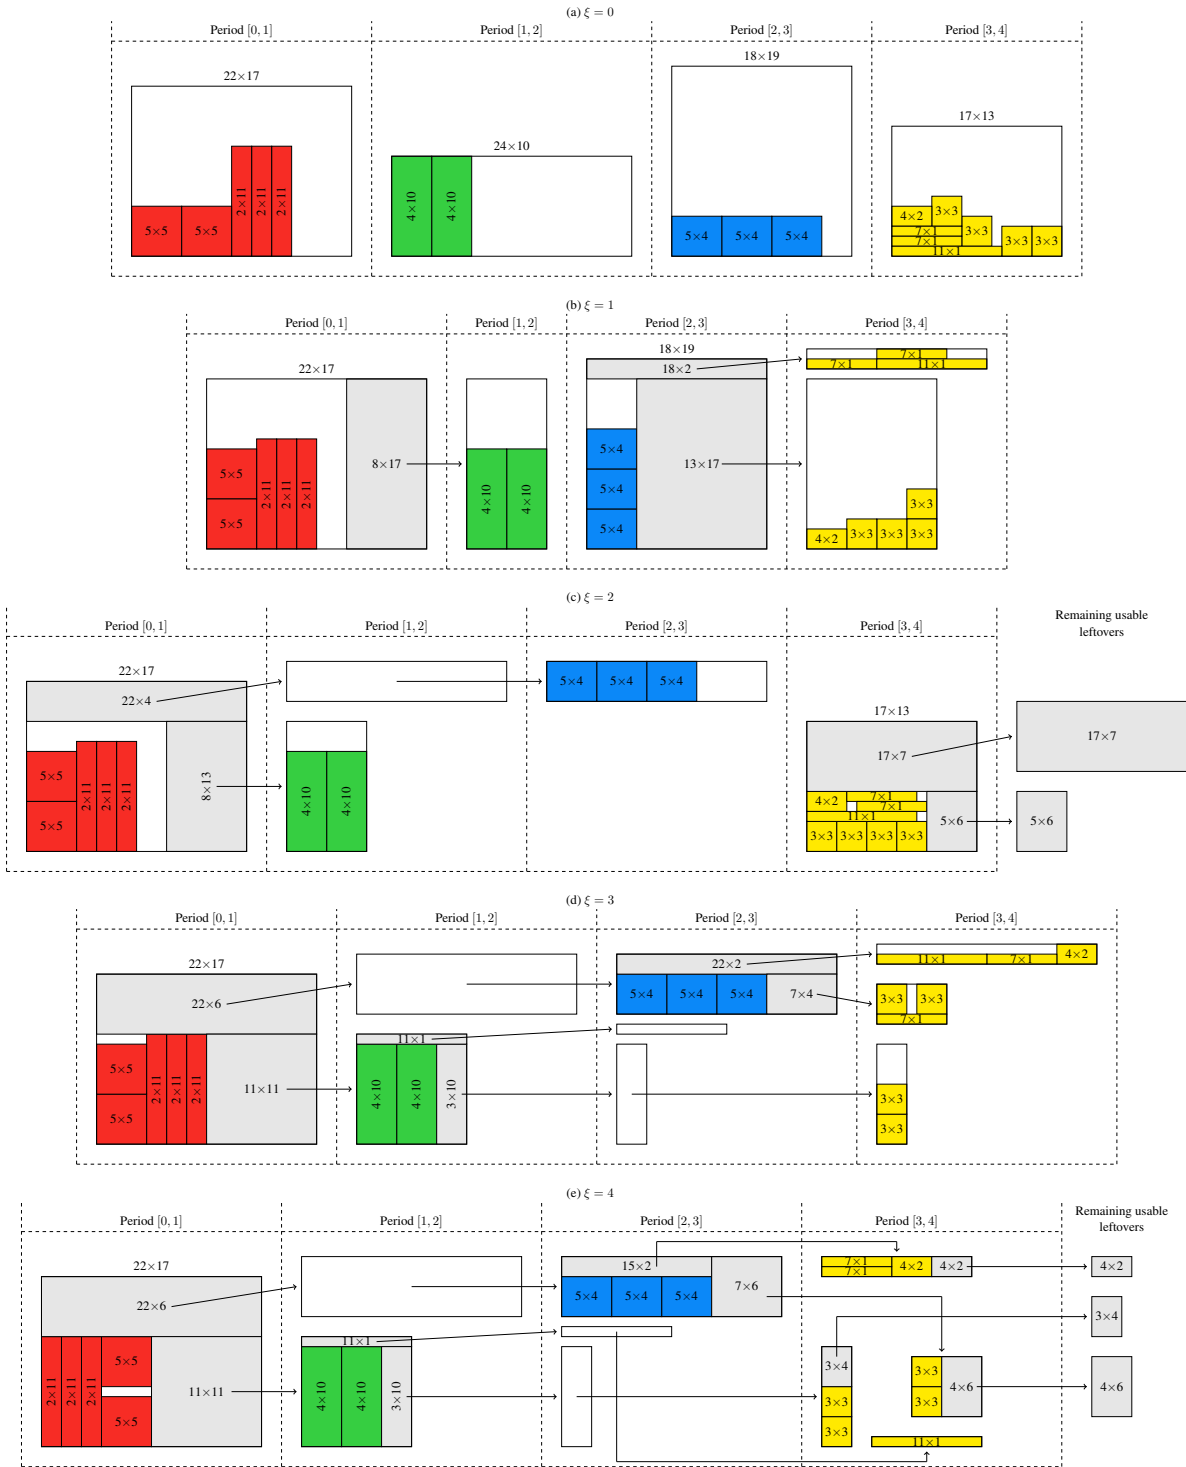 (a) ξ = 0
Period [0, 1] Period [1, 2] Period [2, 3] Period [3, 4]
22×17 24×10 18×19 17×13
5×5 5×5 2×11 2×11 2×11
4×10 4×10
5×4 5×4 5×4
4×2 3×3 7×1 7×1 3×3 11×1 3×3 3×3
(b) ξ = 1
Period [0, 1] Period [1, 2] Period [2, 3] Period [3, 4]
22×17
5×5 5×5 2×11 2×11 2×11 8×17
4×10 4×10
18×19
18×2
5×4 5×4 5×4 13×17
7×1 7×1 11×1
4×2 3×3 3×3 3×3 3×3
(c) ξ = 2
Period [0, 1] Period [1, 2] Period [2, 3] Period [3, 4] Remaining usable
leftovers
22×17
22×4
5×5 5×5 2×11 2×11 2×11 8×13
4×10 4×10
5×4 5×4 5×4
17×13
17×7
4×2 7×1 7×1 11×1 3×3 3×3 3×3 3×3 5×6
17×7
5×6
(d) ξ = 3
Period [0, 1] Period [1, 2] Period [2, 3] Period [3, 4]
22×17
22×6
5×5 5×5 2×11 2×11 2×11 11×11
11×1
4×10 4×10 3×10
22×2
5×4 5×4 5×4 7×4
11×1 7×1 4×2
3×3 3×3 7×1
3×3
3×3
(e) ξ = 4
Period [0, 1] Period [1, 2] Period [2, 3] Period [3, 4] Remaining usable
leftovers
22×17
22×6
2×11 2×11 2×11 5×5 5×5 11×11
11×1
4×10 4×10 3×10
15×2
5×4 5×4 5×4 7×6
7×1 7×1 4×2 4×2
3×4 3×3 3×3
3×3 3×3 4×6
11×1
4×2
3×4
4×6